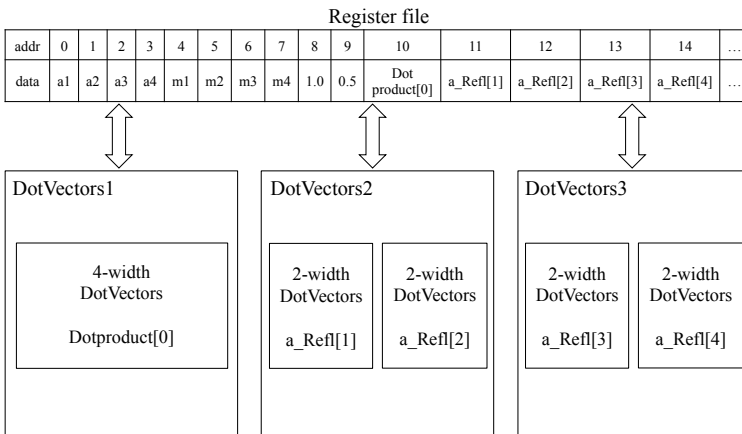 Register file
addr 0 1 2 3 4 5 6 7 8 9 10 11 12 13 14 ...
data a1 a2 a3 a4 m1 m2 m3 m4 1.0 0.5 Dot product[0] a_Refl[1] a_Refl[2] a_Refl[3] a_Refl[4] ...
DotVectors1
4-width
DotVectors
Dotproduct[0]
DotVectors2
2-width
DotVectors
a_Refl[1]
2-width
DotVectors
a_Refl[2]
DotVectors3
2-width
DotVectors
a_Refl[3]
2-width
DotVectors
a_Refl[4]